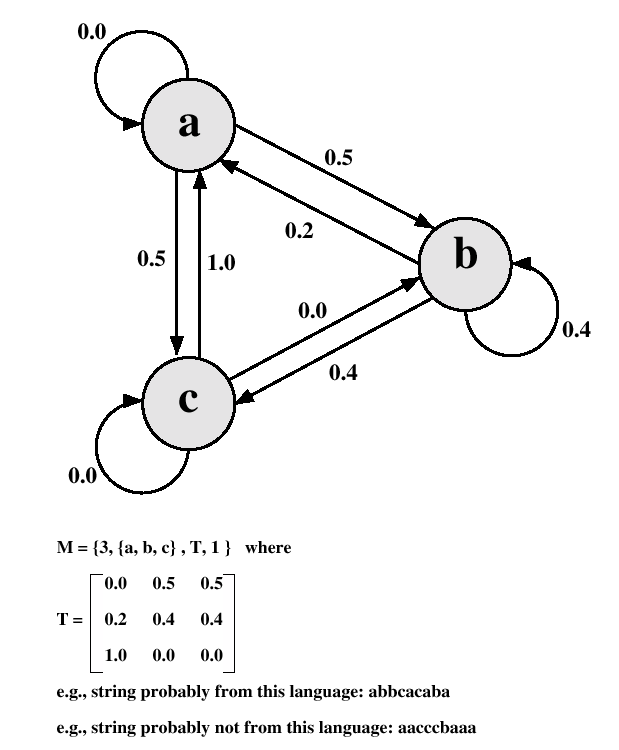 0.0
a
0.5
0.2
b
0.5
1.0
0.0
0.4
0.4
c
0.0
M = {3, {a, b, c} , T, 1 } where
0.0 0.5 0.5
T = 0.2 0.4 0.4
1.0 0.0 0.0
e.g., string probably from this language: abbcacaba
e.g., string probably not from this language: aacccbaaa